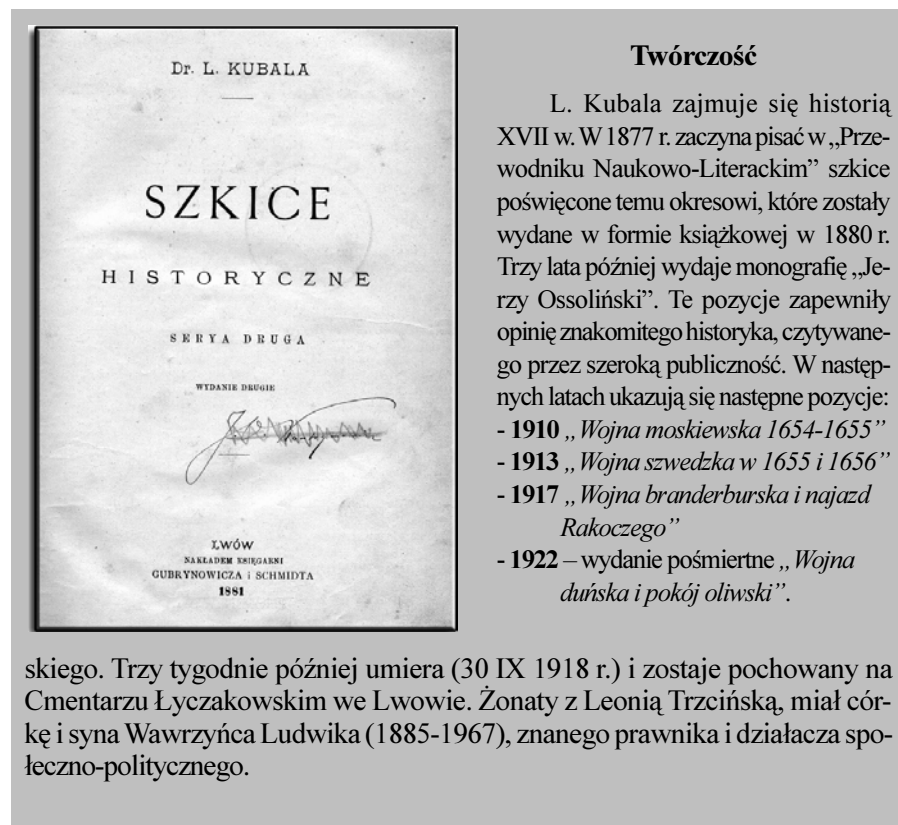 Dr. L. KUBALA
SZKICE
HISTORYCZNE
SERYA DRUGA
WYDANIE DRUGIE
LWÓW
NAKŁADEM KSIĘGARNI
GUBRYNOWICZA i SCHMIDTA
1881
Twórczość
L. Kubala zajmuje się historią
XVII w. W 1877 r. zaczyna pisać w „Prze-
wodniku Naukowo-Literackim” szkice
poświęcone temu okresowi, które zostały
wydane w formie książkowej w 1880 r.
Trzy lata później wydaje monografię „Je-
rzy Ossoliński”. Te pozycje zapewniły
opinię znakomitego historyka, czytywane-
go przez szeroką publiczność. W następ-
nych latach ukazują się następne pozycje:
- 1910 „Wojna moskiewska 1654-1655”
- 1913 „Wojna szwedzka w 1655 i 1656”
- 1917 „Wojna branderburska i najazd
Rakoczego”
- 1922 – wydanie pośmiertne „Wojna
duńska i pokój oliwski”.
skiego. Trzy tygodnie później umiera (30 IX 1918 r.) i zostaje pochowany na
Cmentarzu Łyczakowskim we Lwowie. Żonaty z Leonią Trzcińską, miał cór-
kę i syna Wawrzyńca Ludwika (1885-1967), znanego prawnika i działacza spo-
łeczno-politycznego.